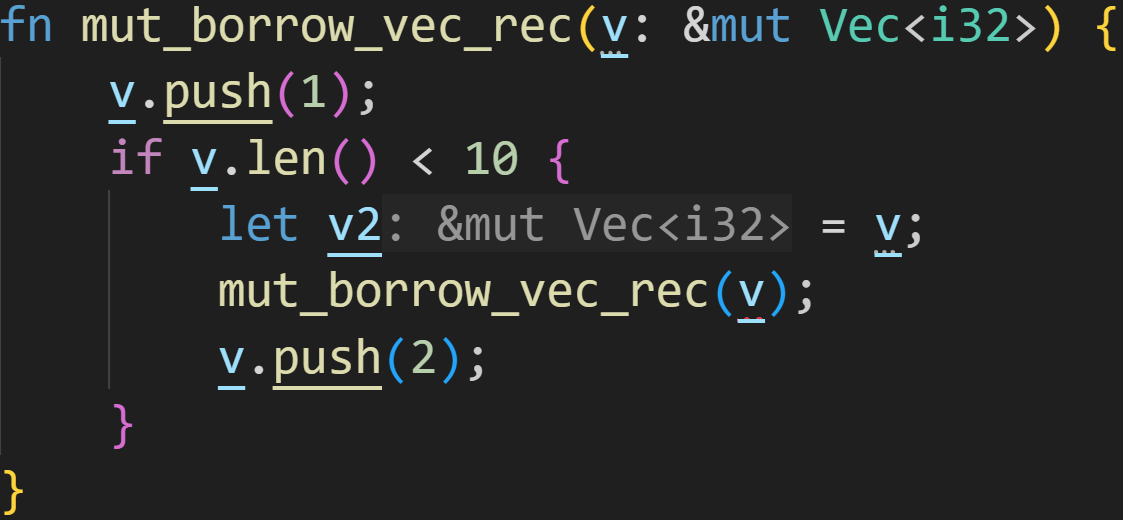 fn mut_borrow_vec_rec(v: &mut Vec<i32>) {
    v.push(1);
    if v.len() < 10 {
        let v2: &mut Vec<i32> = v;
        mut_borrow_vec_rec(v);
        v.push(2);
    }
}